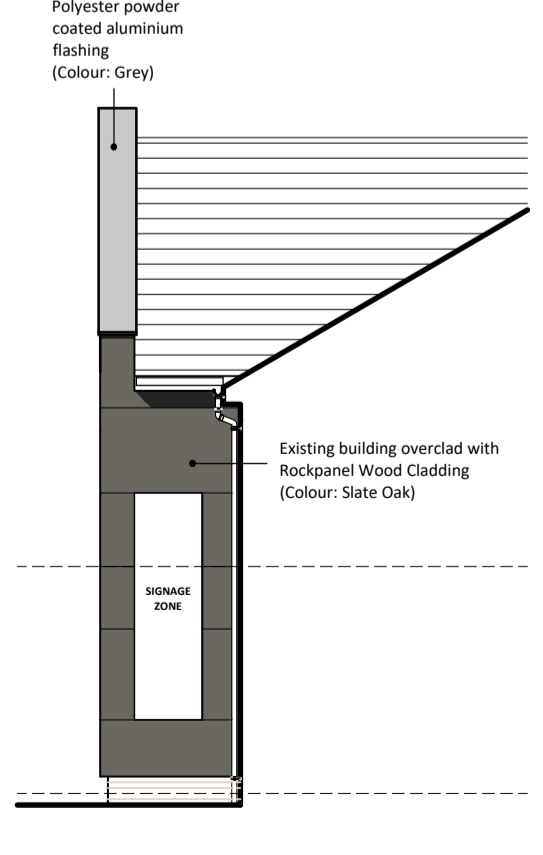 Polyester powder
coated aluminium
flashing
(Colour: Grey)
Existing building overclad with
Rockpanel Wood Cladding
(Colour: Slate Oak)
SIGNAGE
ZONE